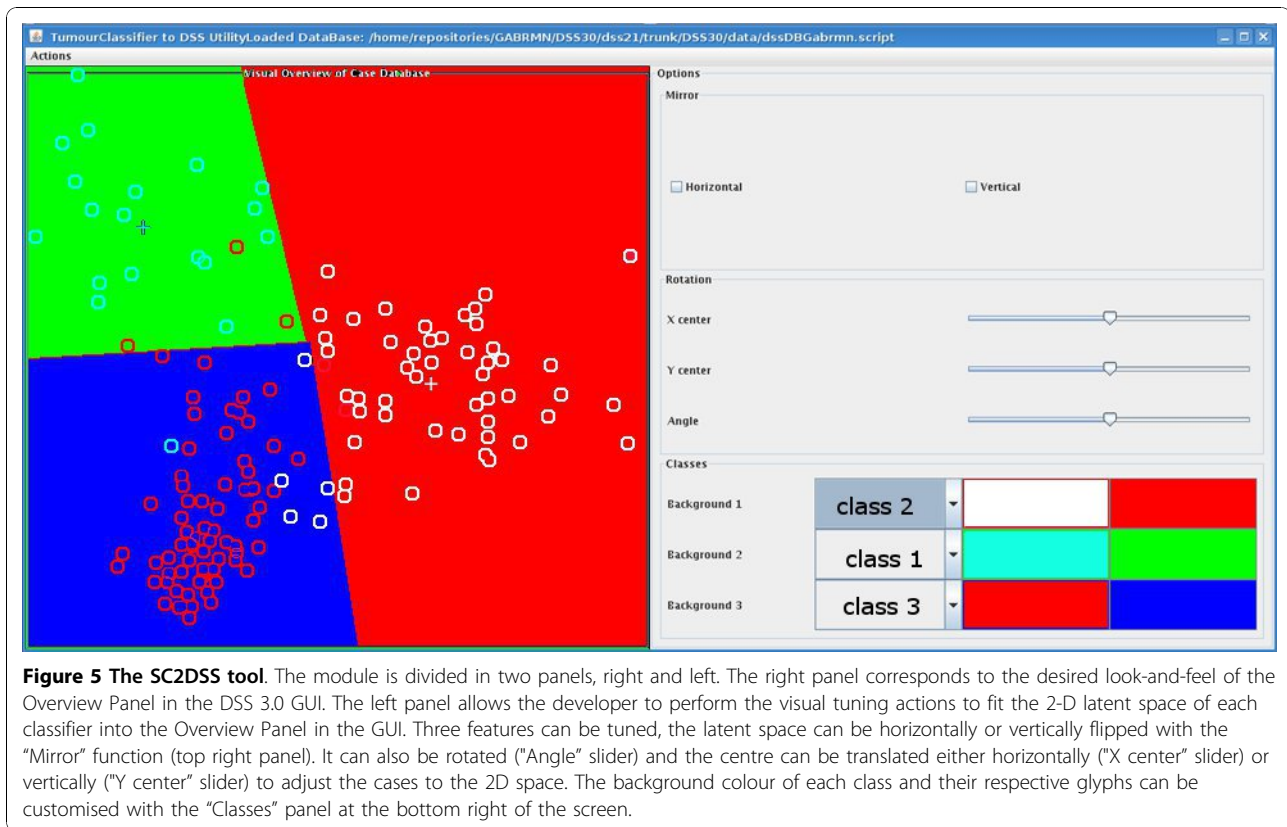 TumourClassifier to DSS UtilityLoaded DataBase: /home/repositories/GABRMN/DSS30/dss21/trunk/DSS30/data/dssDBGabrmn.script
Actions
Visual Overview of Case Database
Options
Mirror
Horizontal
Vertical
Rotation
X center
Y center
Angle
Classes
Background 1
class 2
Background 2
class 1
Background 3
class 3
Figure 5 The SC2DSS tool. The module is divided in two panels, right and left. The right panel corresponds to the desired look-and-feel of the
Overview Panel in the DSS 3.0 GUI. The left panel allows the developer to perform the visual tuning actions to fit the 2-D latent space of each
classifier into the Overview Panel in the GUI. Three features can be tuned, the latent space can be horizontally or vertically flipped with the
“Mirror” function (top right panel). It can also be rotated ("Angle" slider) and the centre can be translated either horizontally ("X center" slider) or
vertically ("Y center" slider) to adjust the cases to the 2D space. The background colour of each class and their respective glyphs can be
customised with the “Classes” panel at the bottom right of the screen.